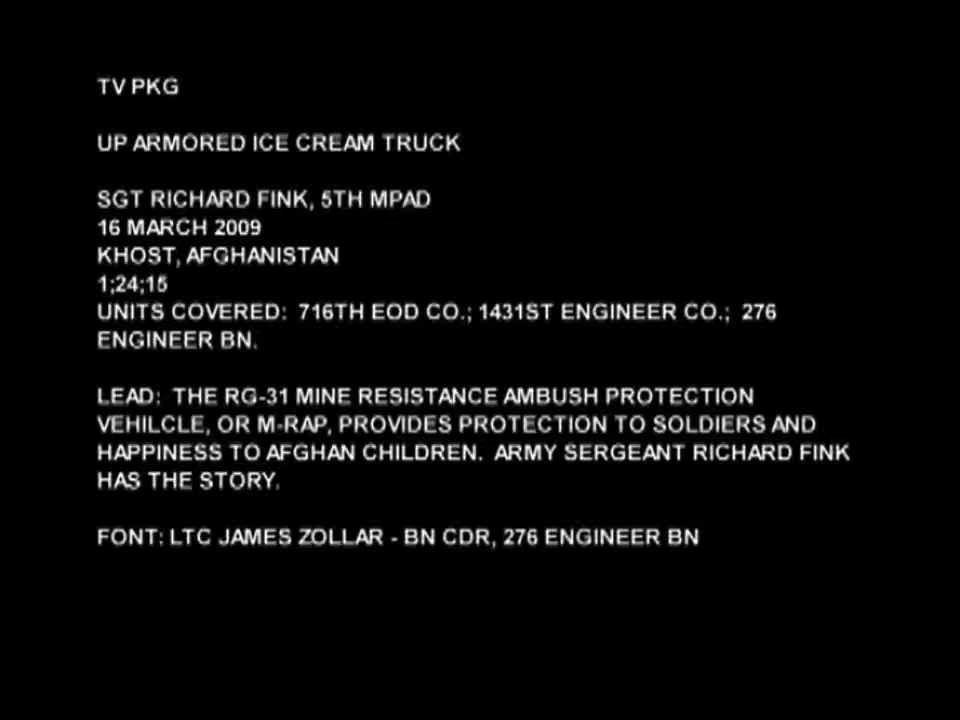 TV PKG
UP ARMORED ICE CREAM TRUCK
SGT RICHARD FINK, 5TH MPAD
16 MARCH 2009
KHOST, AFGHANISTAN
1;24;15
UNITS COVERED:  716TH EOD CO.; 1431ST ENGINEER CO.;  276
ENGINEER BN.
LEAD:  THE RG-31 MINE RESISTANCE AMBUSH PROTECTION
VEHILCLE, OR M-RAP, PROVIDES PROTECTION TO SOLDIERS AND
HAPPINESS TO AFGHAN CHILDREN.  ARMY SERGEANT RICHARD FINK
HAS THE STORY.
FONT: LTC JAMES ZOLLAR - BN CDR, 276 ENGINEER BN